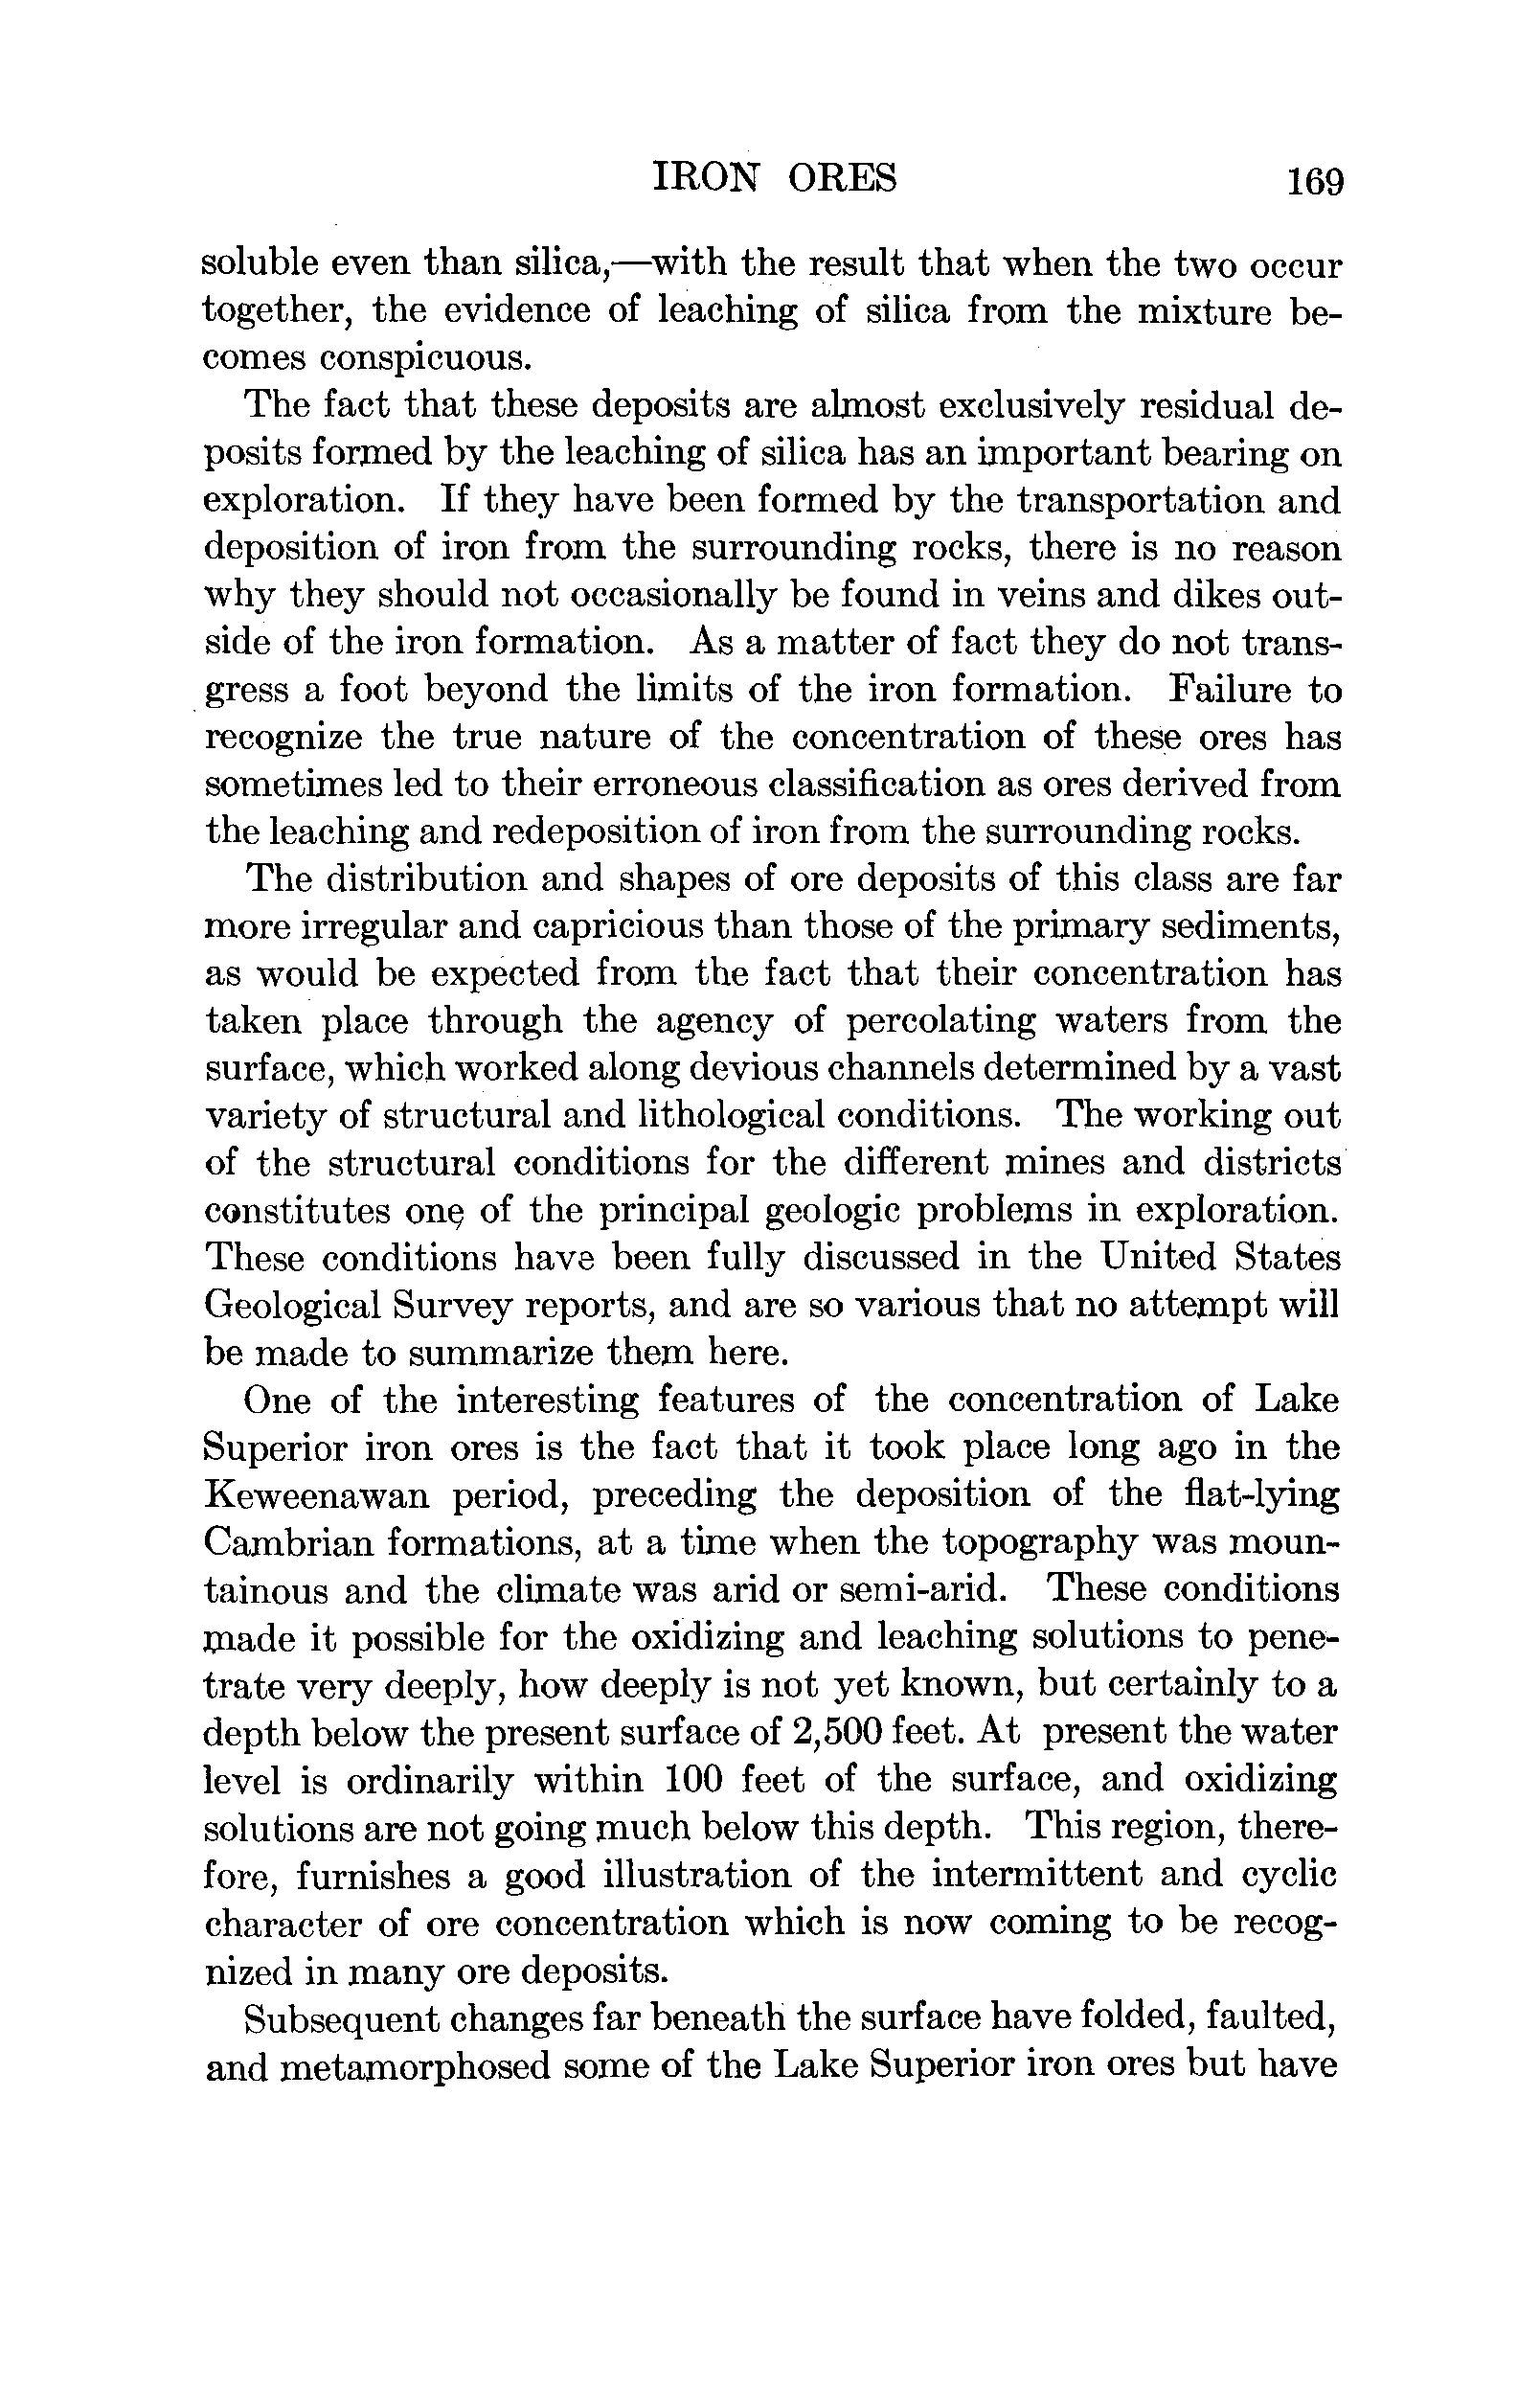 IRON ORES 169
soluble even than silica,—with the result that when the two occur
together, the evidence of leaching of silica from the mixture be-
comes conspicuous.
The fact that these deposits are almost exclusively residual de-
posits formed by the leaching of silica has an important bearing on
exploration. If they have been formed by the transportation and
deposition of iron from the surrounding rocks, there is no reason
why they should not occasionally be found in veins and dikes out-
side of the iron formation. As a matter of fact they do not trans-
gress a foot beyond the limits of the iron formation. Failure to
recognize the true nature of the concentration of these ores has
sometimes led to their erroneous classification as ores derived from
the leaching and redeposition of iron from the surrounding rocks.
The distribution and shapes of ore deposits of this class are far
more irregular and capricious than those of the primary sediments,
as would be expected from the fact that their concentration has
taken place through the agency of percolating waters from the
surface, which worked along devious channels determined by a vast
variety of structural and lithological conditions. The working out
of the structural conditions for the different mines and districts
constitutes one of the principal geologic problems in exploration.
These conditions have been fully discussed in the United States
Geological Survey reports, and are so various that no attempt will
be made to summarize them here.
One of the interesting features of the concentration of Lake
Superior iron ores is the fact that it took place long ago in the
Keweenawan period, preceding the deposition of the flat-lying
Cambrian formations, at a time when the topography was moun-
tainous and the climate was arid or semi-arid. These conditions
made it possible for the oxidizing and leaching solutions to pene-
trate very deeply, how deeply is not yet known, but certainly to a
depth below the present surface of 2,500 feet. At present the water
level is ordinarily within 100 feet of the surface, and oxidizing
solutions are not going much below this depth. This region, there-
fore, furnishes a good illustration of the intermittent and cyclic
character of ore concentration which is now coming to be recog-
nized in many ore deposits.
Subsequent changes far beneath the surface have folded, faulted,
and metamorphosed some of the Lake Superior iron ores but have